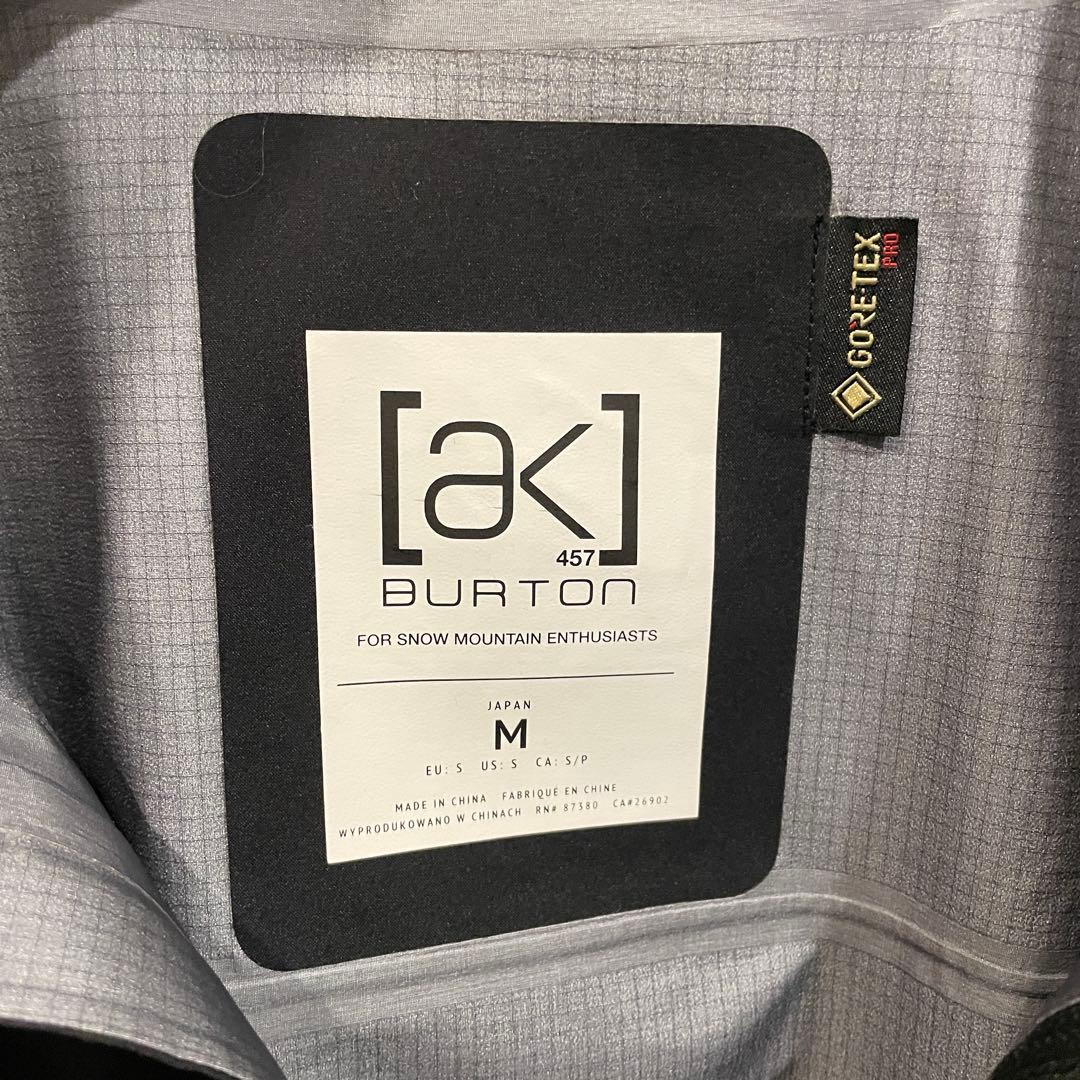 [ak]
457
BURTON
FOR SNOW MOUNTAIN ENTHUSIASTS
JAPAN
M
EU: S US: S CA: S/P
MADE IN CHINA FABRIQUÉ EN CHINE
WYPRODUKOWANO W CHINACH RN# 87380 CA#26902
GORE-TEX
PRO